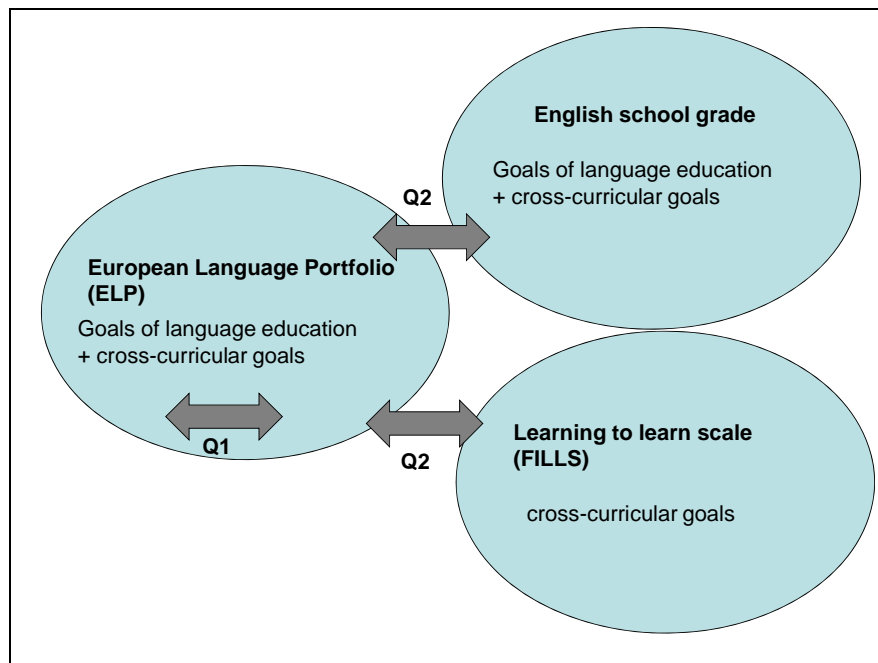 English school grade
Goals of language education
+ cross-curricular goals
Q2
European Language Portfolio
(ELP)
Goals of language education
+ cross-curricular goals
Q1
Q2
Learning to learn scale
(FILLS)
cross-curricular goals